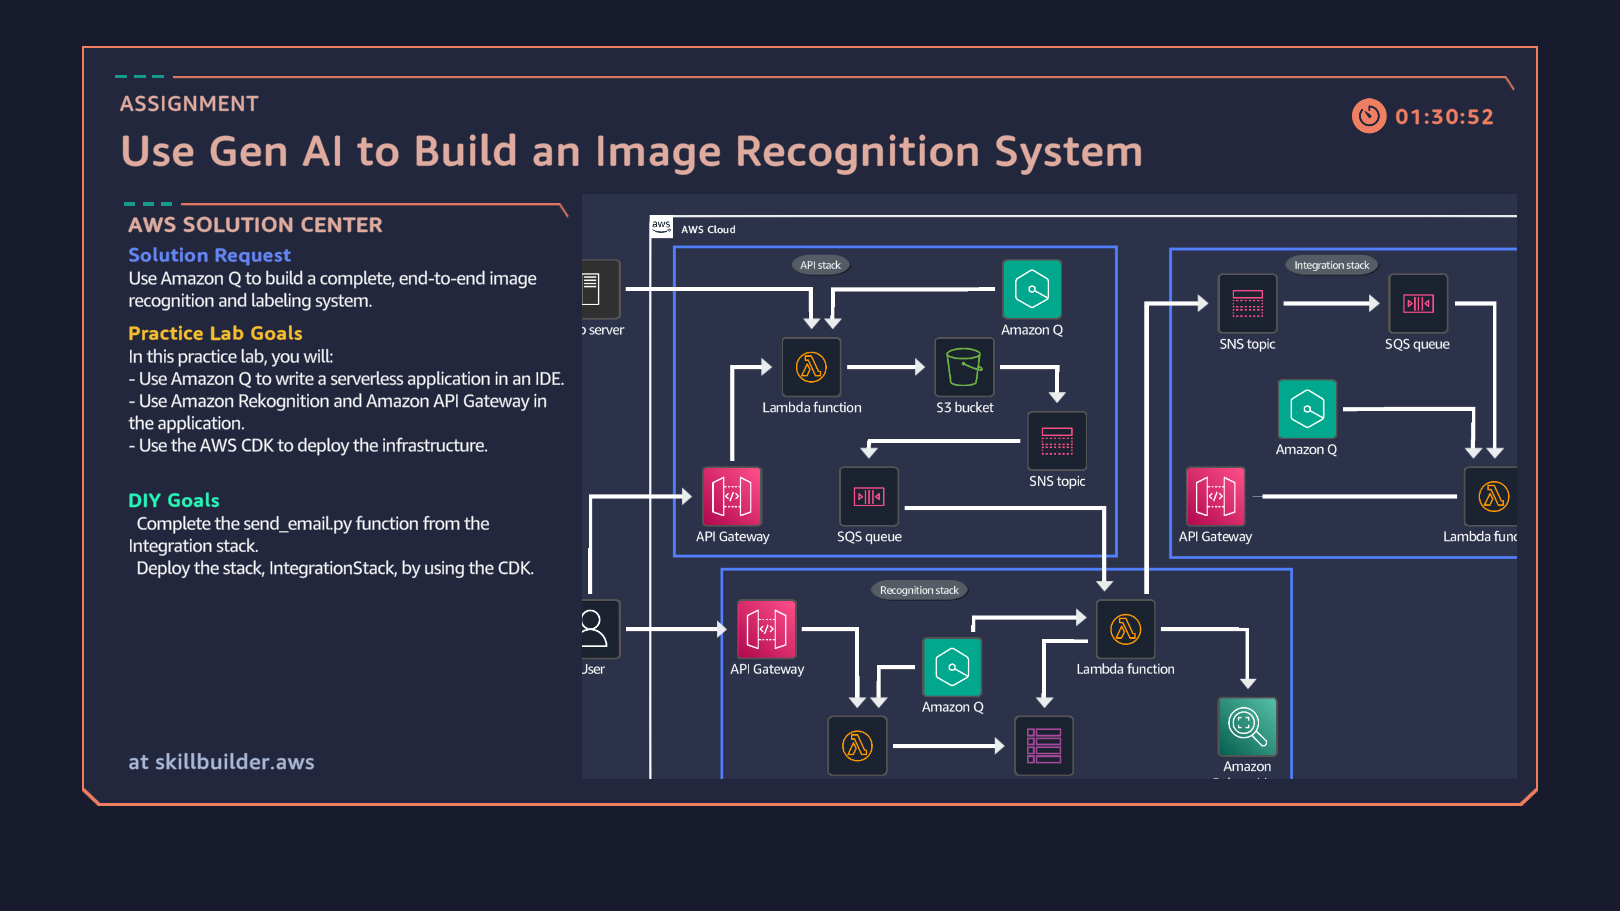 ASSIGNMENT
01:30:52
Use Gen AI to Build an Image Recognition System
AWS SOLUTION CENTER
Solution Request
Use Amazon Q to build a complete, end-to-end image
recognition and labeling system.
Practice Lab Goals
In this practice lab, you will:
- Use Amazon Q to write a serverless application in an IDE.
- Use Amazon Rekognition and Amazon API Gateway in
the application.
- Use the AWS CDK to deploy the infrastructure.
DIY Goals
Complete the send_email.py function from the
Integration stack.
Deploy the stack, IntegrationStack, by using the CDK.
at skillbuilder.aws
aws
AWS Cloud
API stack
server
Amazon Q
Lambda function
S3 bucket
SNS topic
API Gateway
SQS queue
Integration stack
SNS topic
SQS queue
Amazon Q
API Gateway
Lambda func
Recognition stack
User
API Gateway
Amazon Q
Lambda function
Amazon